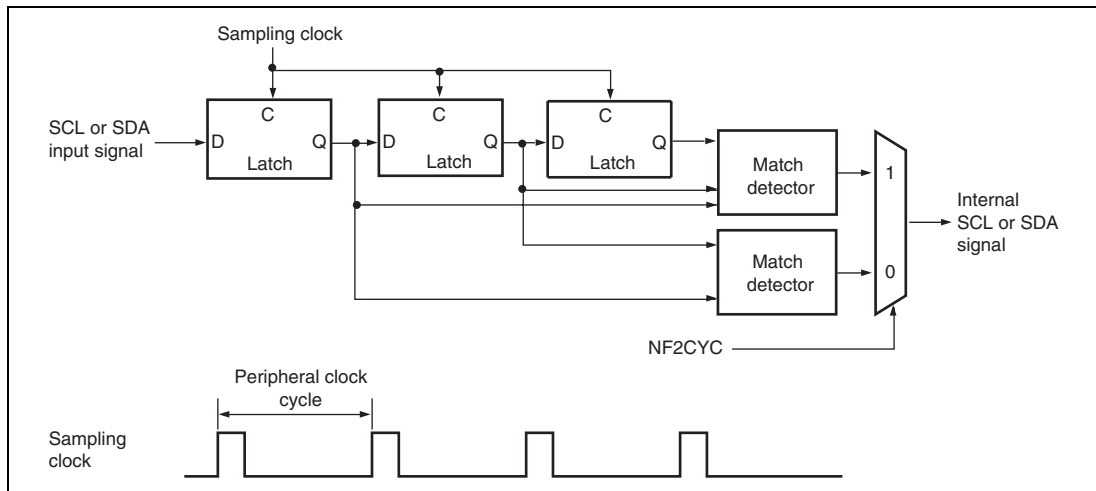 Sampling clock
SCL or SDA
input signal
C
D
Q
Latch
C
D
Q
Latch
C
D
Q
Latch
Match
detector
Match
detector
1
0
Internal
SCL or SDA
signal
NF2CYC
Peripheral clock
cycle
Sampling
clock